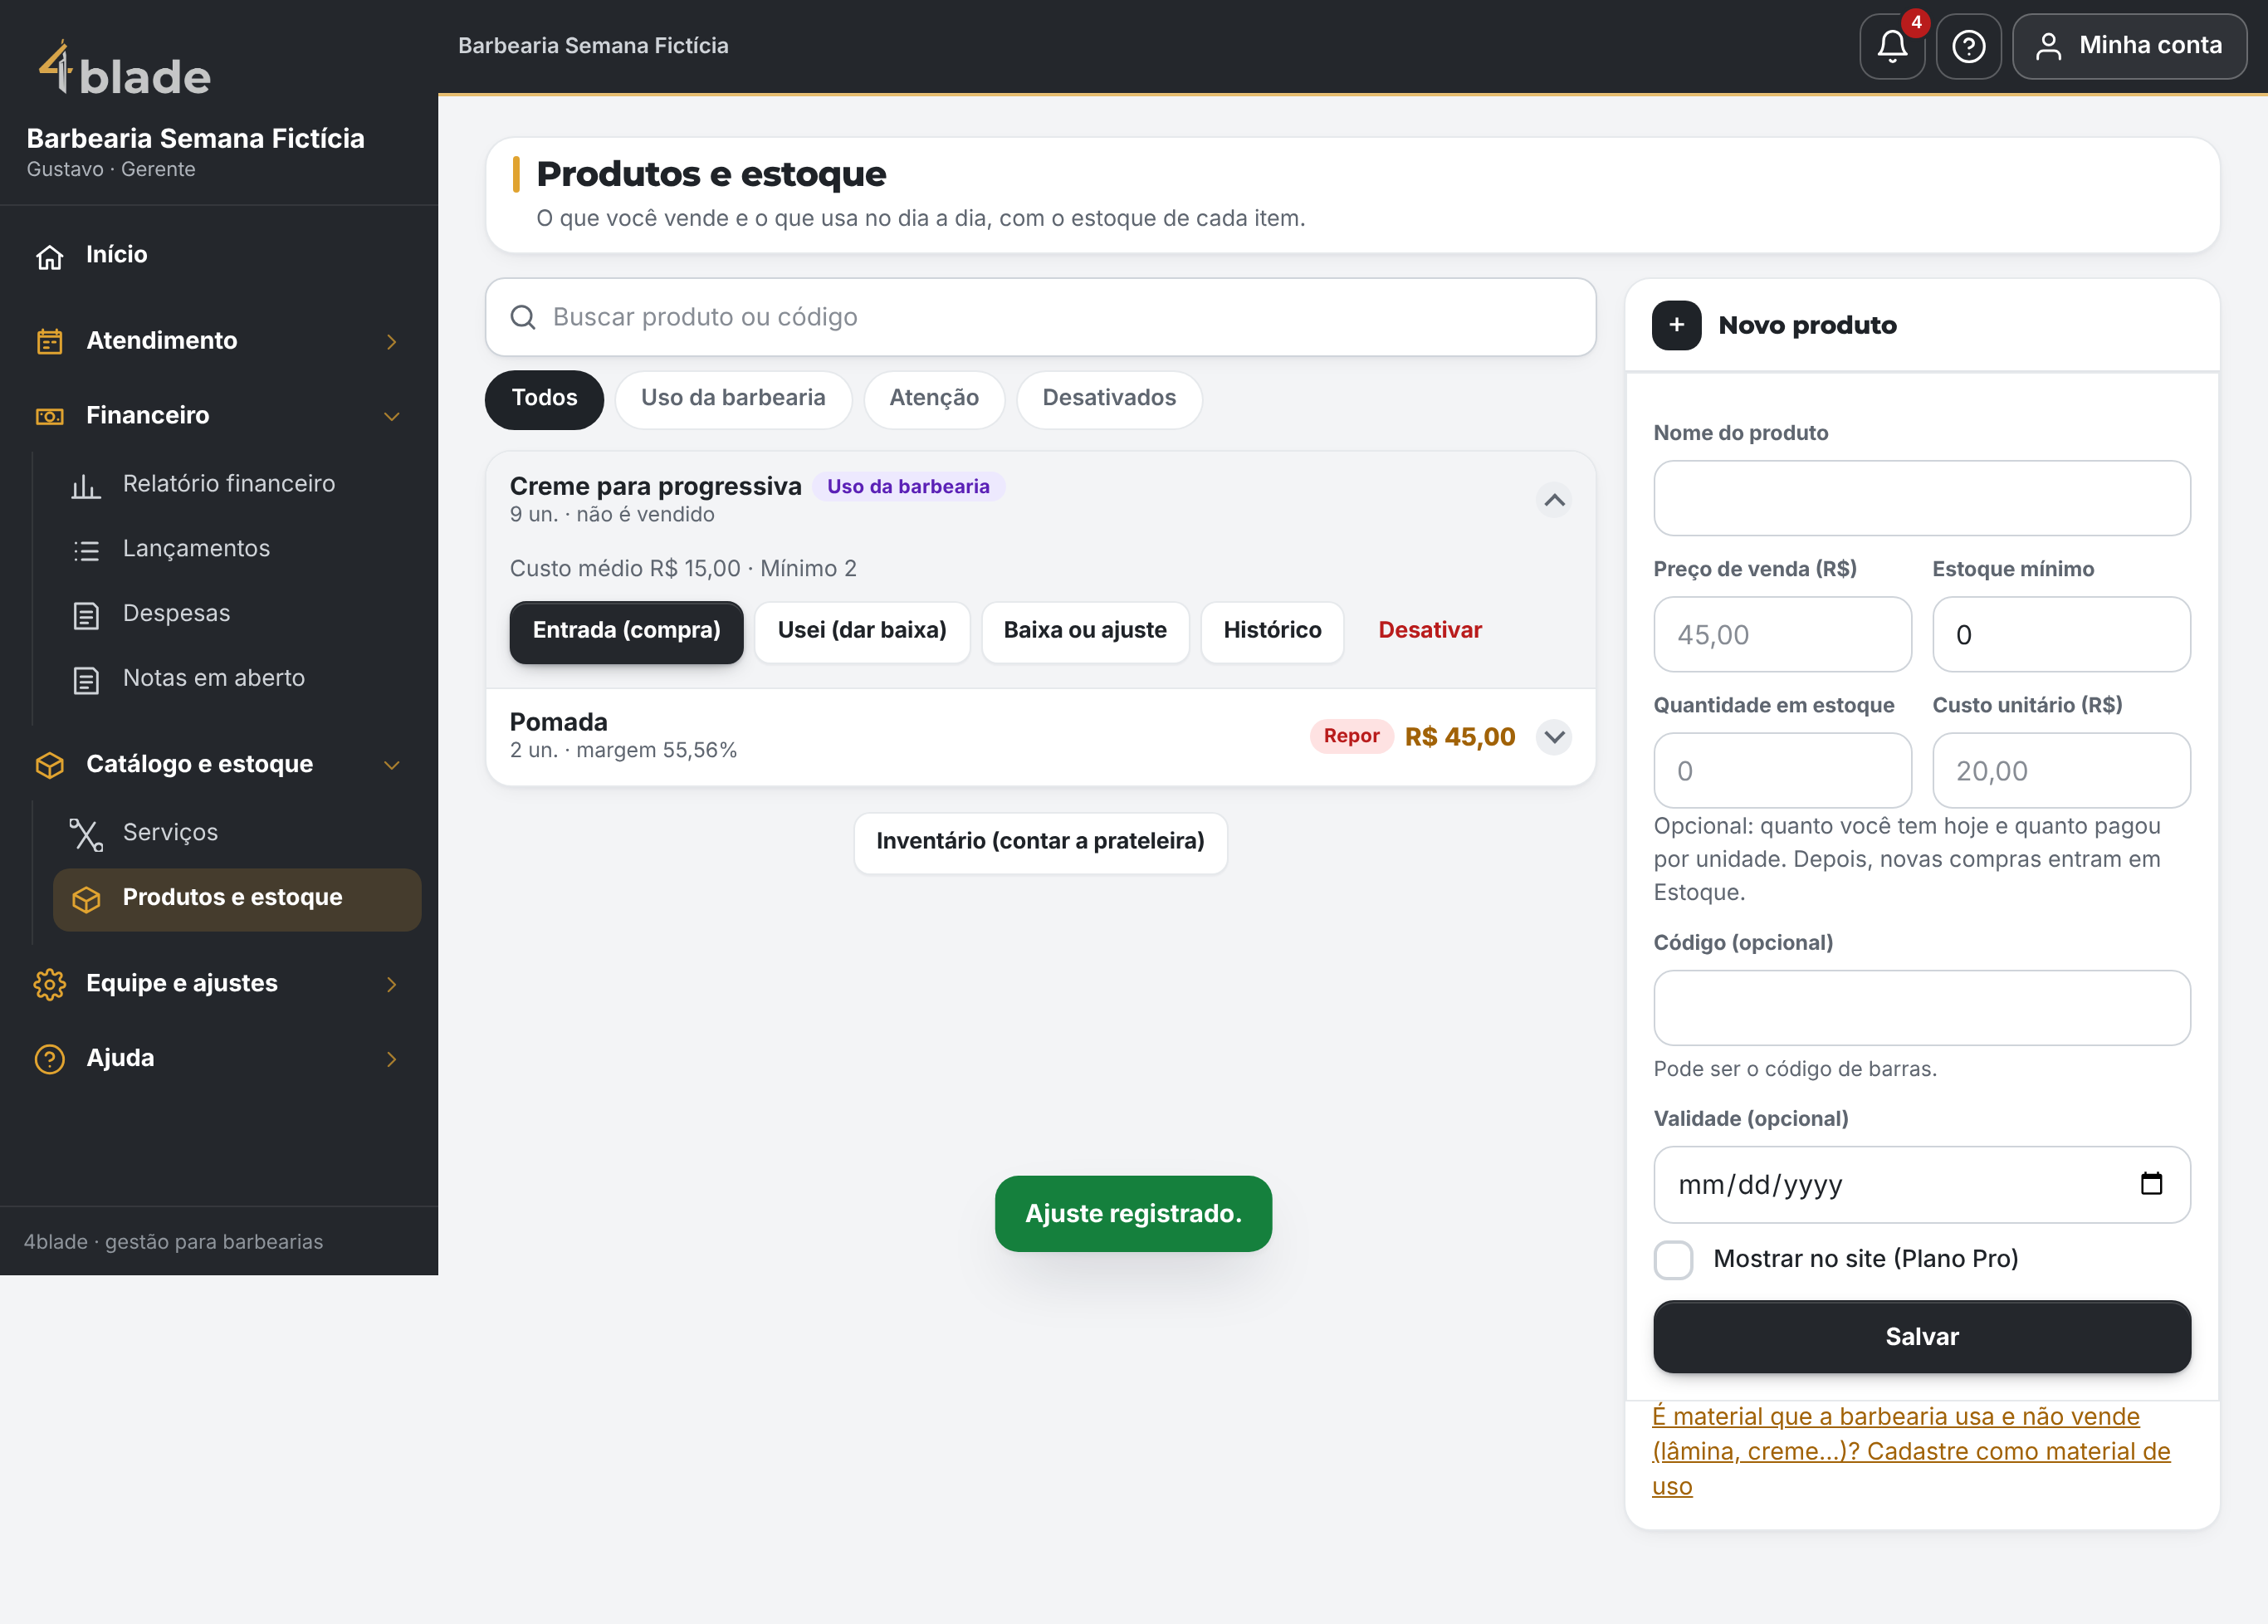 4blade
Barbearia Semana Fictícia
Gustavo · Gerente
Início
Atendimento
Financeiro
Relatório financeiro
Lançamentos
Despesas
Notas em aberto
Catálogo e estoque
Serviços
Produtos e estoque
Equipe e ajustes
Ajuda
4blade · gestão para barbearias
Barbearia Semana Fictícia
4
Minha conta
Produtos e estoque
O que você vende e o que usa no dia a dia, com o estoque de cada item.
Buscar produto ou código
Todos
Uso da barbearia
Atenção
Desativados
Creme para progressiva
Uso da barbearia
9 un. · não é vendido
Custo médio R$ 15,00 · Mínimo 2
Entrada (compra)
Usei (dar baixa)
Baixa ou ajuste
Histórico
Desativar
Pomada
2 un. · margem 55,56%
Repor
R$ 45,00
Inventário (contar a prateleira)
Ajuste registrado.
+
Novo produto
Nome do produto
Preço de venda (R$)
Estoque mínimo
45,00
0
Quantidade em estoque
Custo unitário (R$)
0
20,00
Opcional: quanto você tem hoje e quanto pagou
por unidade. Depois, novas compras entram em
Estoque.
Código (opcional)
Pode ser o código de barras.
Validade (opcional)
mm/dd/yyyy
Mostrar no site (Plano Pro)
Salvar
É material que a barbearia usa e não vende
(lâmina, creme...)? Cadastre como material de
uso